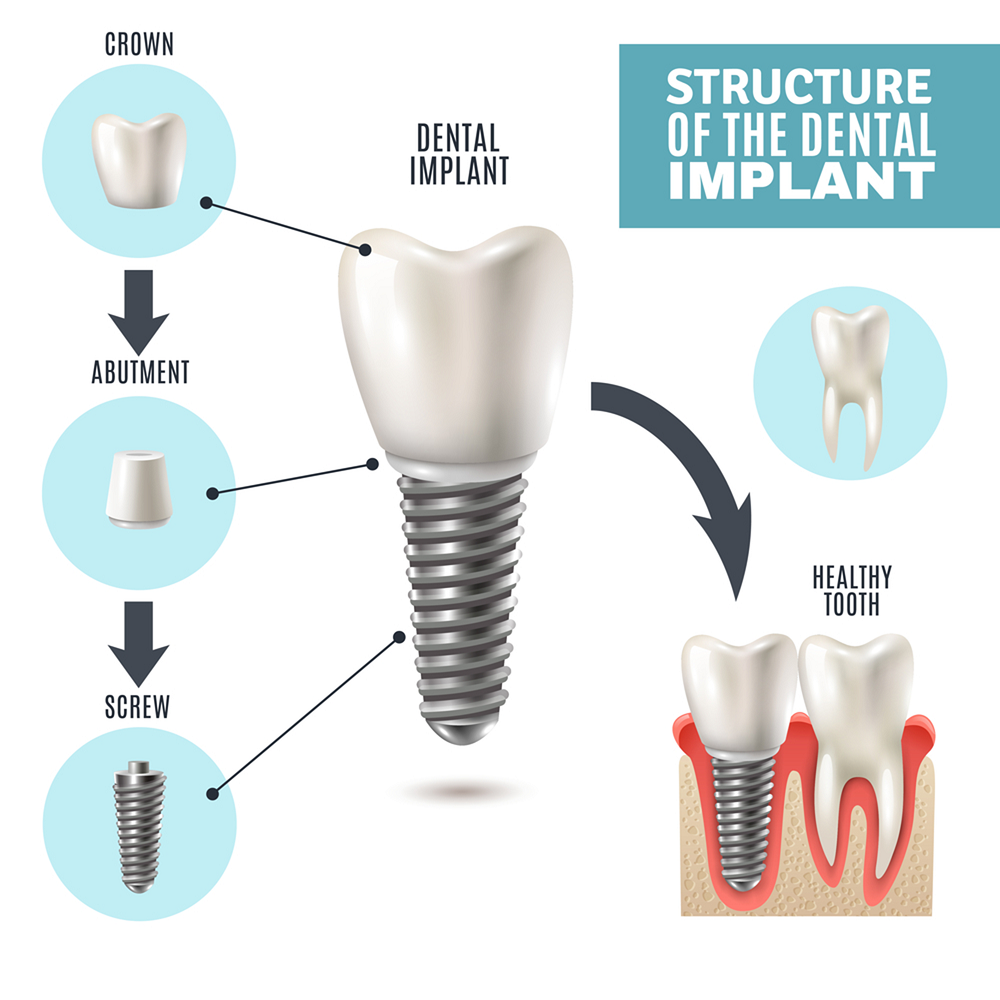 CROWN
DENTAL
IMPLANT
STRUCTURE
OF THE DENTAL
IMPLANT
ABUTMENT
HEALTHY
TOOTH
SCREW